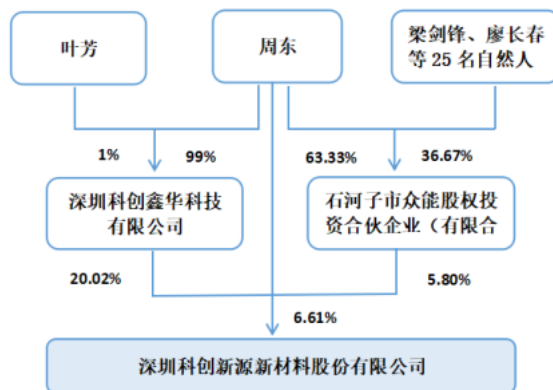 叶芳
周东
梁剑锋、廖长春
等 25 名自然人
1%
99%
63.33%
36.67%
深圳科创鑫华科技
有限公司
石河子市众能股权投
资合伙企业（有限合
20.02%
5.80%
6.61%
深圳科创新源新材料股份有限公司